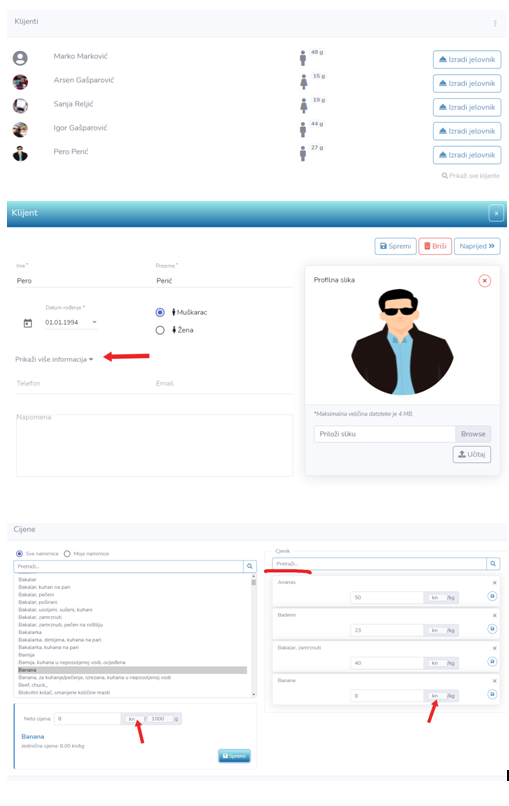 Klijenti
Marko Marković 48 g Izradi jelovnik
Arsen Gašparović 15 g Izradi jelovnik
Sanja Reljić 19 g Izradi jelovnik
Igor Gašparović 44 g Izradi jelovnik
Pero Perić 27 g Izradi jelovnik
Prikaži sve klijente
Klijent
Spremi Briši Naprijed
Ime * Prezime *
Pero Perić
Datum rođenja *
01.01.1994
Muškarac
Žena
Prikaži više informacija
Telefon Email
Napomena
Profilna slika
*Maksimalna veličina datoteke je 4 MB.
Priloži sliku Browse
Učitaj
Cijene
Sve namirnice Moje namirnice
Pretraži...
Bakalar
Bakalar, kuhan na pari
Bakalar, pečeni
Bakalar, poširani
Bakalar, usoljeni, sušeni, kuhani
Bakalar, zamrznuti
Bakalar, zamrznuti, pečen na roštilju
Bakalarka
Bakalarka, dimljena, kuhana na pari
Bakalarka, kuhana na pari
Bamija
Bamija, kuhana u neposoljenoj vodi, ocijeđena
Banana
Banana, za kuhanje/pečenje, izrezana, kuhana u neposoljenoj vodi
Beef, chuck,,
Biskvitni kolač, smanjene količine masti
Neto cijena: 8 kn / 1000 g
Banana
Jedinična cijena: 8.00 kn/kg
Spremi
Cjenik
Pretraži...
Ananas
50 kn /kg
Bademi
23 kn /kg
Bakalar, zamrznuti
40 kn /kg
Banana
8 kn /kg